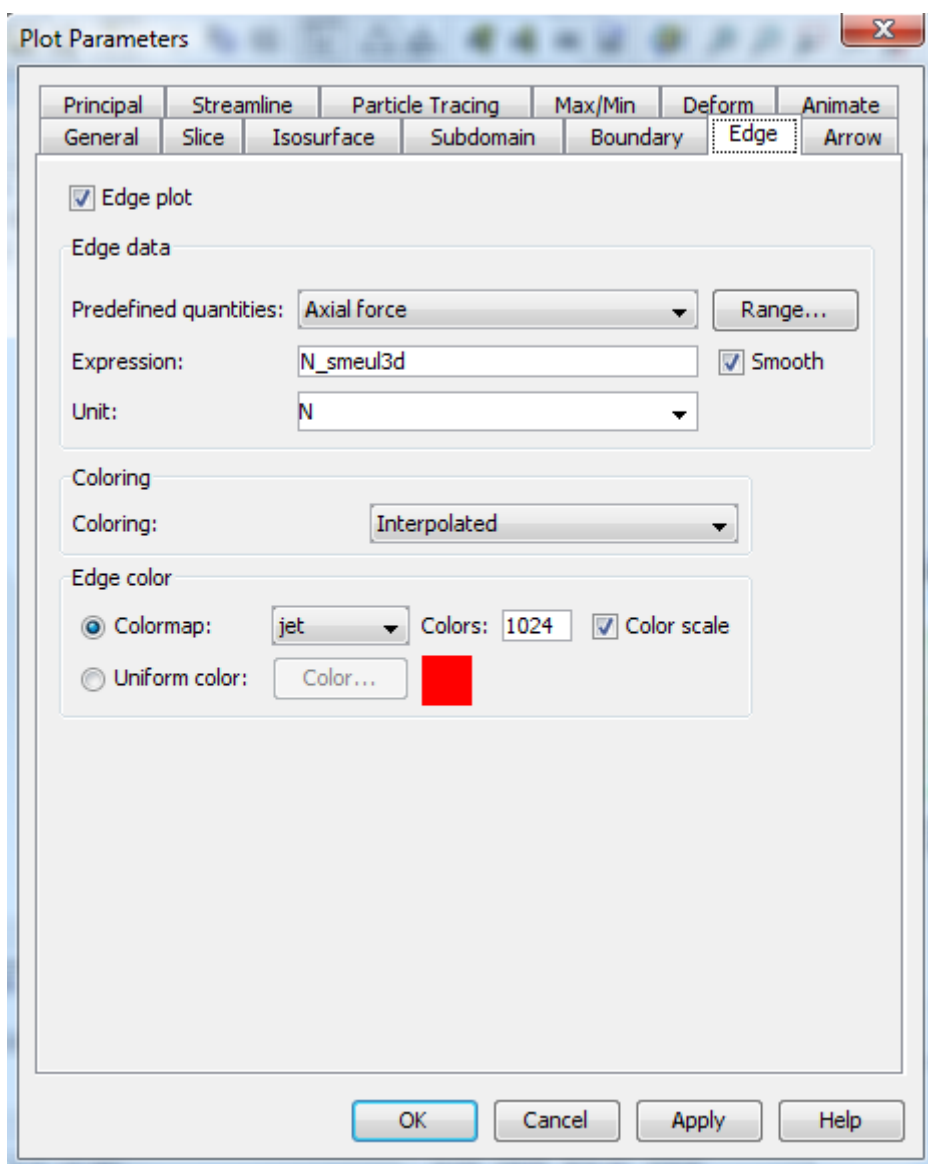 Plot Parameters
Principal Streamline Particle Tracing Max/Min Deform Animate
General Slice Isosurface Subdomain Boundary Edge Arrow
Edge plot
Edge data
Predefined quantities: Axial force Range...
Expression: N_smeul3d Smooth
Unit: N
Coloring
Coloring: Interpolated
Edge color
Colormap: jet Colors: 1024 Color scale
Uniform color: Color...
OK Cancel Apply Help